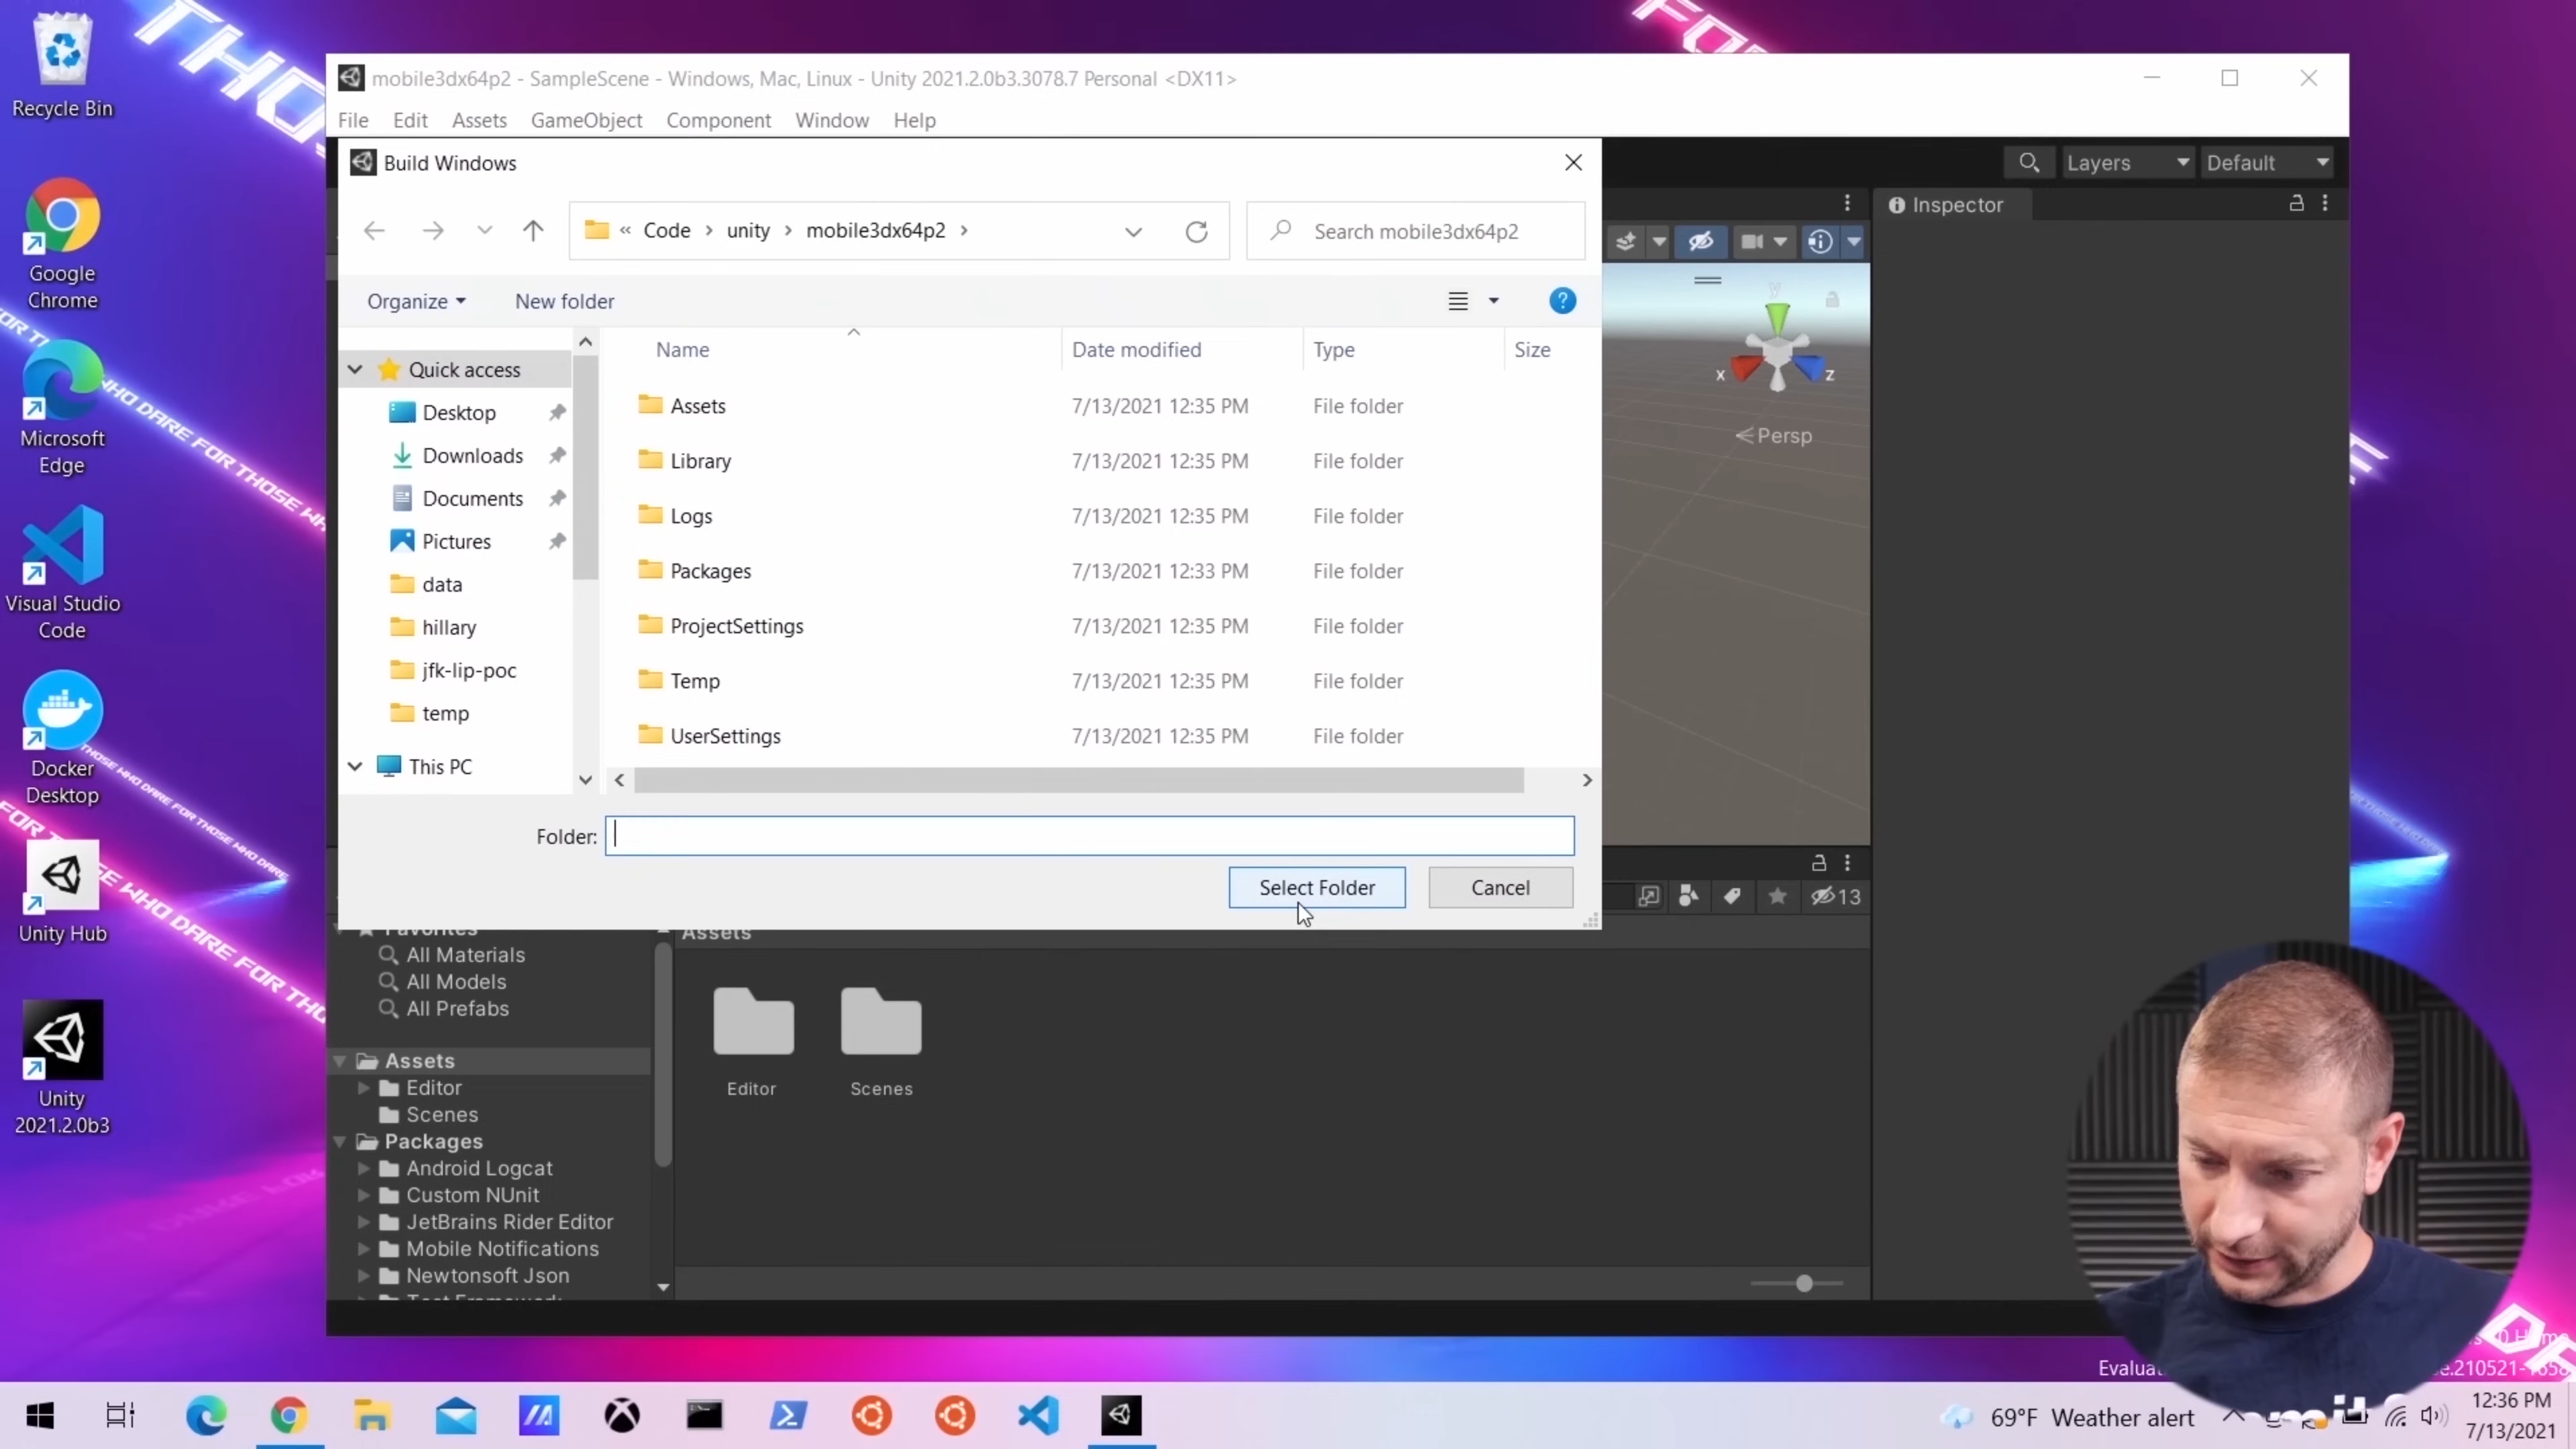 Recycle Bin
Google Chrome
Microsoft Edge
Visual Studio Code
Docker Desktop
Unity Hub
Unity 2021.2.0b3
mobile3dx64p2 - SampleScene - Windows, Mac, Linux - Unity 2021.2.0b3.3078.7 Personal <DX11>
File Edit Assets GameObject Component Window Help
Build Windows
« Code › unity › mobile3dx64p2 ›
Search mobile3dx64p2
Layers
Default
Inspector
Organize
New folder
Name Date modified Type Size
Quick access
Desktop
Downloads
Documents
Pictures
data
hillary
jfk-lip-poc
temp
This PC
Assets 7/13/2021 12:35 PM File folder
Library 7/13/2021 12:35 PM File folder
Logs 7/13/2021 12:35 PM File folder
Packages 7/13/2021 12:33 PM File folder
ProjectSettings 7/13/2021 12:35 PM File folder
Temp 7/13/2021 12:35 PM File folder
UserSettings 7/13/2021 12:35 PM File folder
y
x
z
<Persp
Folder:
Select Folder
Cancel
13
Favorites
All Materials
All Models
All Prefabs
Assets
Editor
Scenes
Packages
Android Logcat
Custom NUnit
JetBrains Rider Editor
Mobile Notifications
Newtonsoft Json
Assets
Editor
Scenes
FOR THOSE WHO DARE
69°F Weather alert
12:36 PM
7/13/2021